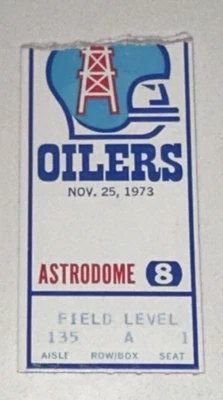 OILERS
NOV. 25, 1973
ASTRODOME 8
FIELD LEVEL
135 A 1
AISLE ROW/BOX SEAT